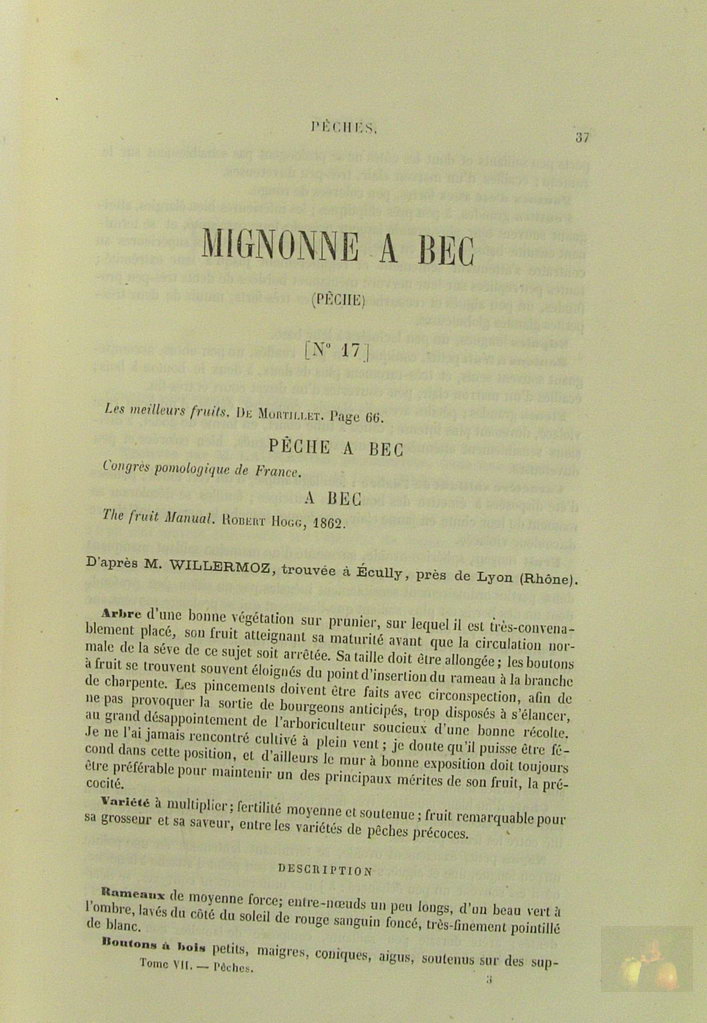 PÊCHES.
37
MIGNONNE A BEC
(PÊCHE)
[N° 17]
Les meilleurs fruits. DE MORTILLET. Page 66.
PÊCHE A BEC
Congrès pomologique de France.
A BEC
The fruit Manual. ROBERT HOGG, 1862.
D'après M. WILLERMOZ, trouvée à Écully, près de Lyon (Rhône).
Arbre d'une bonne végétation sur prunier, sur lequel il est très-convena-
blement placé, son fruit atteignant sa maturité avant que la circulation nor-
male de la séve de ce sujet soit arrêtée. Sa taille doit être allongée; les boutons
à fruit se trouvent souvent éloignés du point d'insertion du rameau à la branche
de charpente. Les pincements doivent être faits avec circonspection, afin de
ne pas provoquer la sortie de bourgeons anticipés, trop disposés à s'élancer,
au grand désappointement de l'arboriculteur soucieux d'une bonne récolte.
Je ne l'ai jamais rencontré cultivé à plein vent; je doute qu'il puisse être fé-
cond dans cette position, et d'ailleurs le mur à bonne exposition doit toujours
être préférable pour maintenir un des principaux mérites de son fruit, la pré-
cocité.
Variété à multiplier; fertilité moyenne et soutenue; fruit remarquable pour
sa grosseur et sa saveur, entre les variétés de pêches précoces.
DESCRIPTION
Rameaux de moyenne force; entre-nœuds un peu longs, d'un beau vert à
l'ombre, lavés du côté du soleil de rouge sanguin foncé, très-finement pointillé
de blanc.
Boutons à bois petits, maigres, coniques, aigus, soutenus sur des sup-
Tome VII. — Pêches.
3